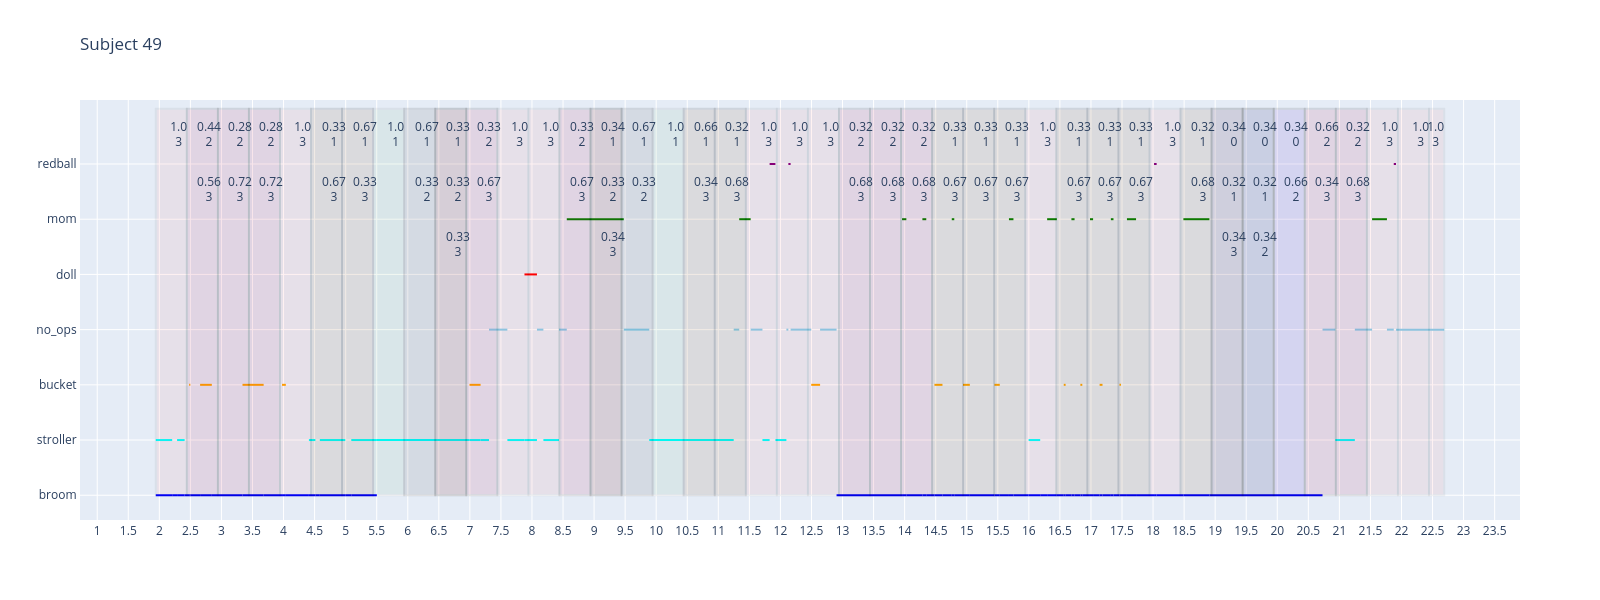 Subject 49
1.0 0.44 0.28 0.28 1.0 0.33 0.67 1.0 0.67 0.33 0.33 1.0 1.0 0.33 0.34 0.67 1.0 0.66 0.32 1.0 1.0 1.0 0.32 0.32 0.32 0.33 0.33 0.33 1.0 0.33 0.33 0.33 1.0 0.32 0.34 0.34 0.34 0.66 0.32 1.0 1.0 1.0
3 2 2 2 3 1 1 1 1 1 2 3 3 2 1 1 1 1 1 3 3 3 2 2 2 1 1 1 3 1 1 1 3 1 0 0 0 2 2 3 3 3
redball
0.56 0.72 0.72 0.67 0.33 0.33 0.33 0.67 0.67 0.33 0.33 0.34 0.68 0.68 0.68 0.68 0.67 0.67 0.67 0.67 0.67 0.67 0.68 0.32 0.32 0.66 0.34 0.68
3 3 3 3 3 2 2 3 3 2 2 3 3 3 3 3 3 3 3 3 3 3 3 1 1 2 3 3
mom
0.33 0.34 0.34 0.34
3 3 3 2
doll
no_ops
bucket
stroller
broom
1 1.5 2 2.5 3 3.5 4 4.5 5 5.5 6 6.5 7 7.5 8 8.5 9 9.5 10 10.5 11 11.5 12 12.5 13 13.5 14 14.5 15 15.5 16 16.5 17 17.5 18 18.5 19 19.5 20 20.5 21 21.5 22 22.5 23 23.5